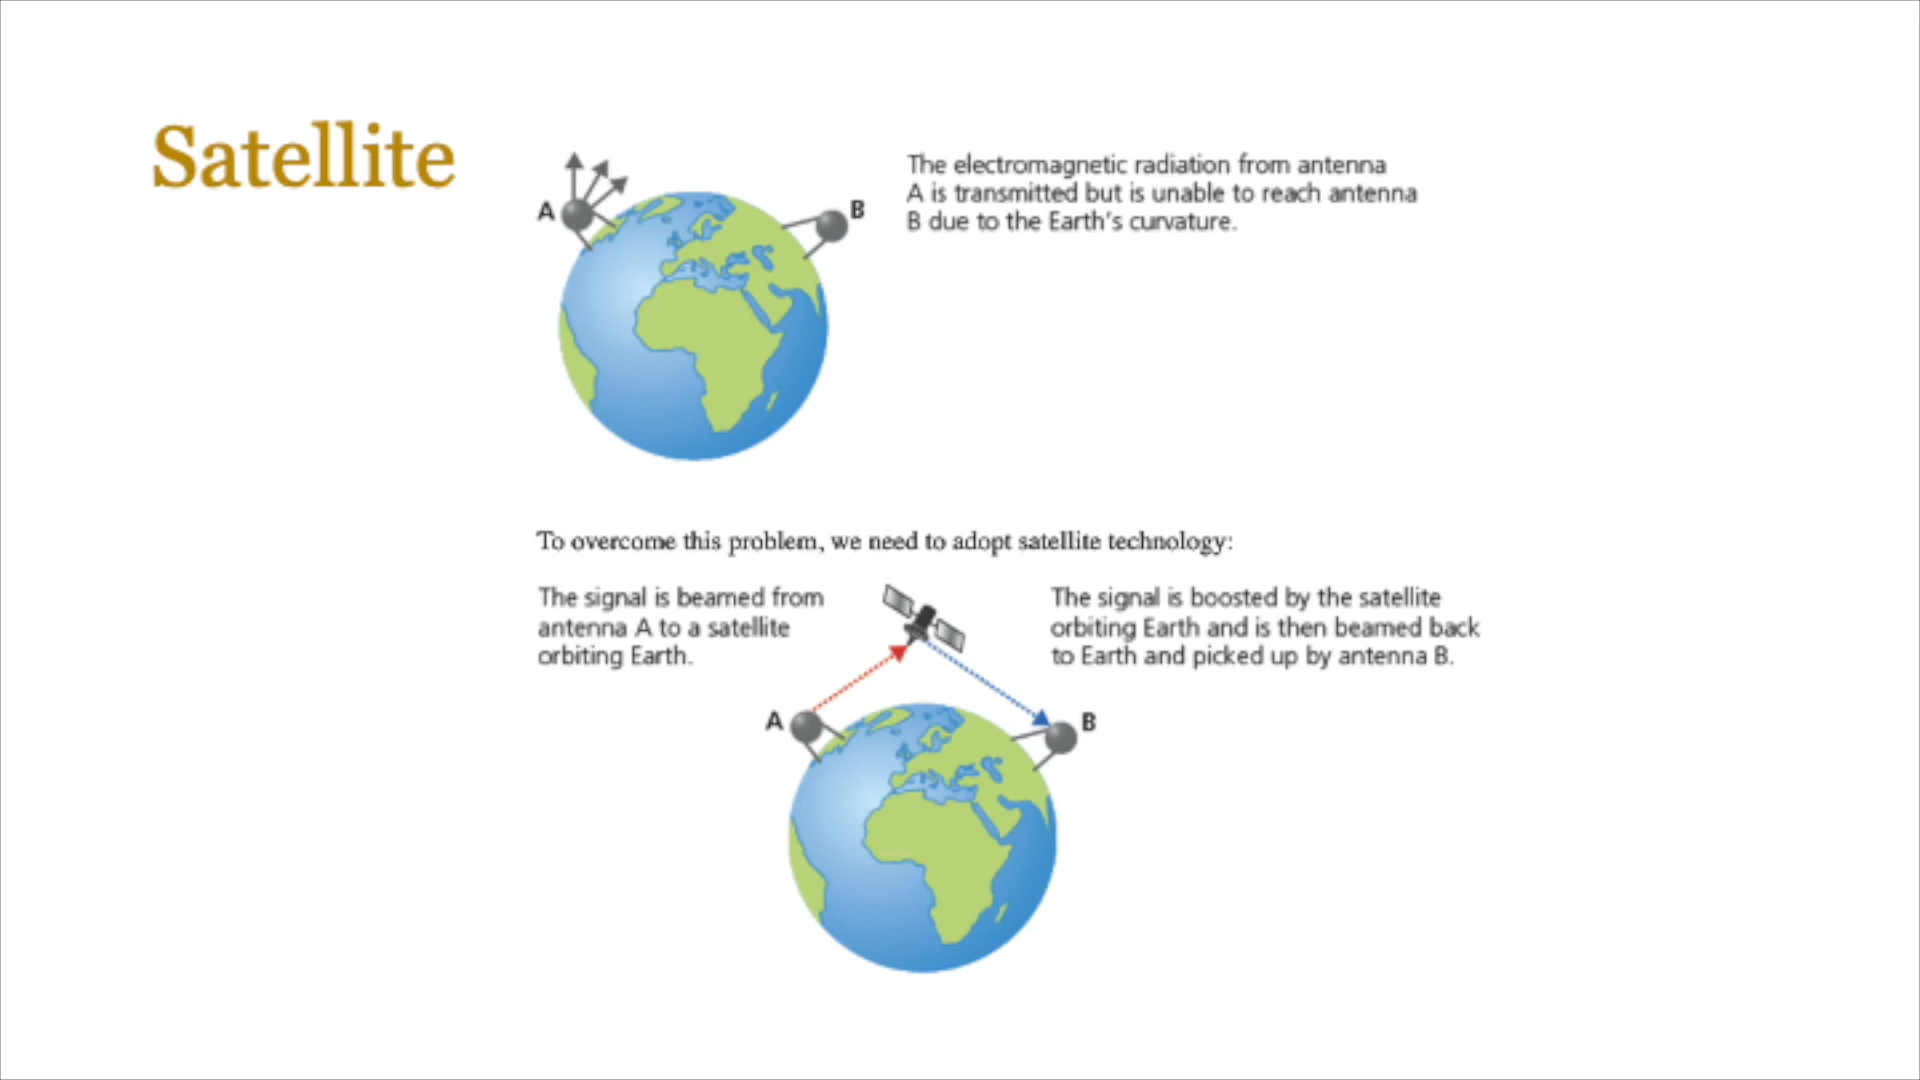 Satellite
A
B
The electromagnetic radiation from antenna
A is transmitted but is unable to reach antenna
B due to the Earth's curvature.
To overcome this problem, we need to adopt satellite technology:
The signal is beamed from
antenna A to a satellite
orbiting Earth.
The signal is boosted by the satellite
orbiting Earth and is then beamed back
to Earth and picked up by antenna B.
A
B